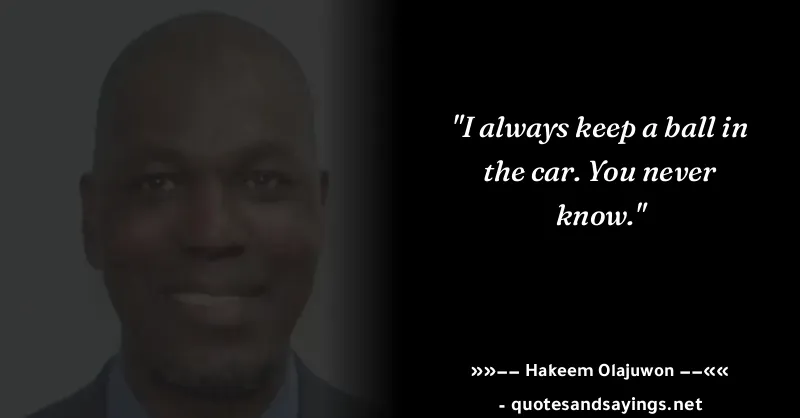 "I always keep a ball in
the car. You never
know."
»»−− Hakeem Olajuwon −−««
- quotesandsayings.net